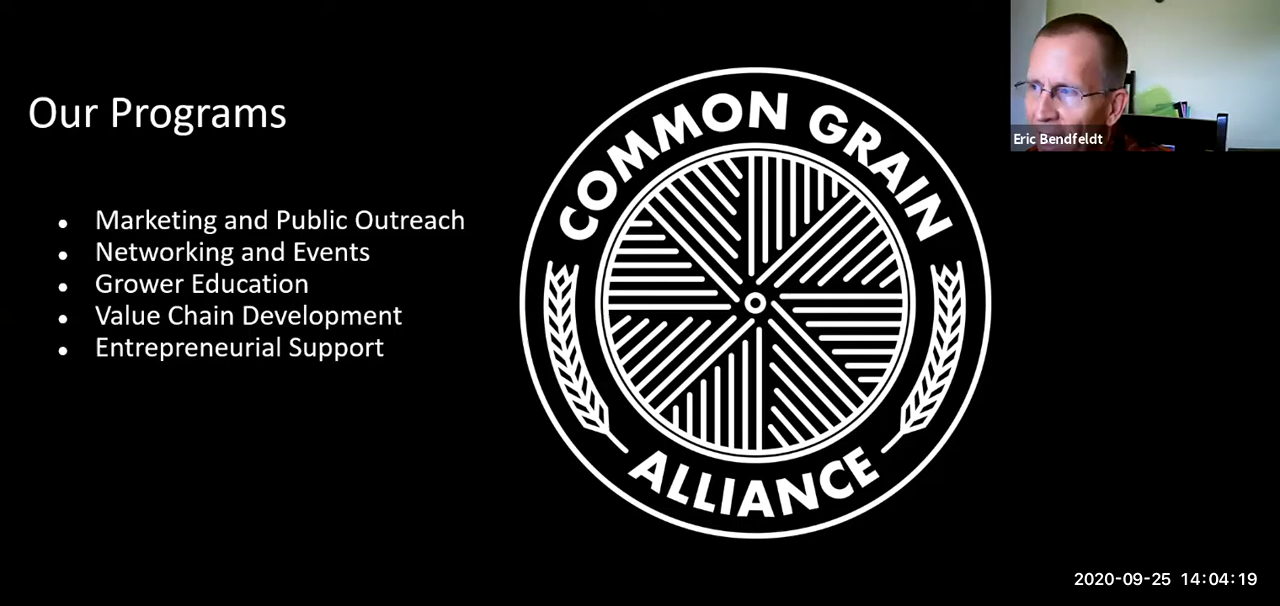 Our Programs
Marketing and Public Outreach
Networking and Events
Grower Education
Value Chain Development
Entrepreneurial Support
COMMON GRAIN
ALLIANCE
Eric Bendfeldt
2020-09-25 14:04:19